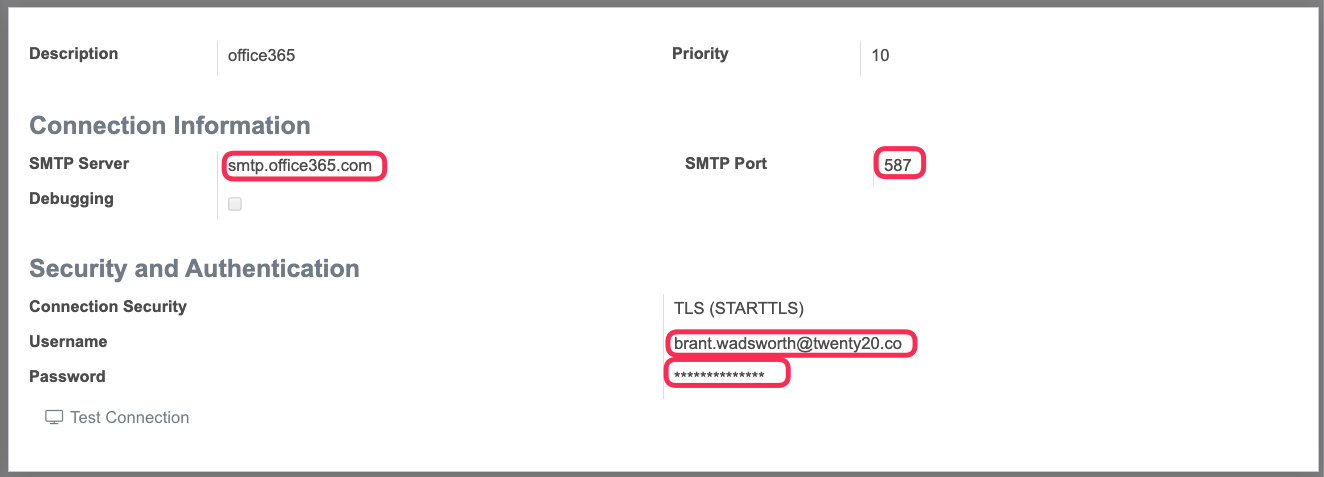 Description office365 Priority 10
Connection Information
SMTP Server smtp.office365.com SMTP Port 587
Debugging
Security and Authentication
Connection Security TLS (STARTTLS)
Username brant.wadsworth@twenty20.co
Password **************
Test Connection